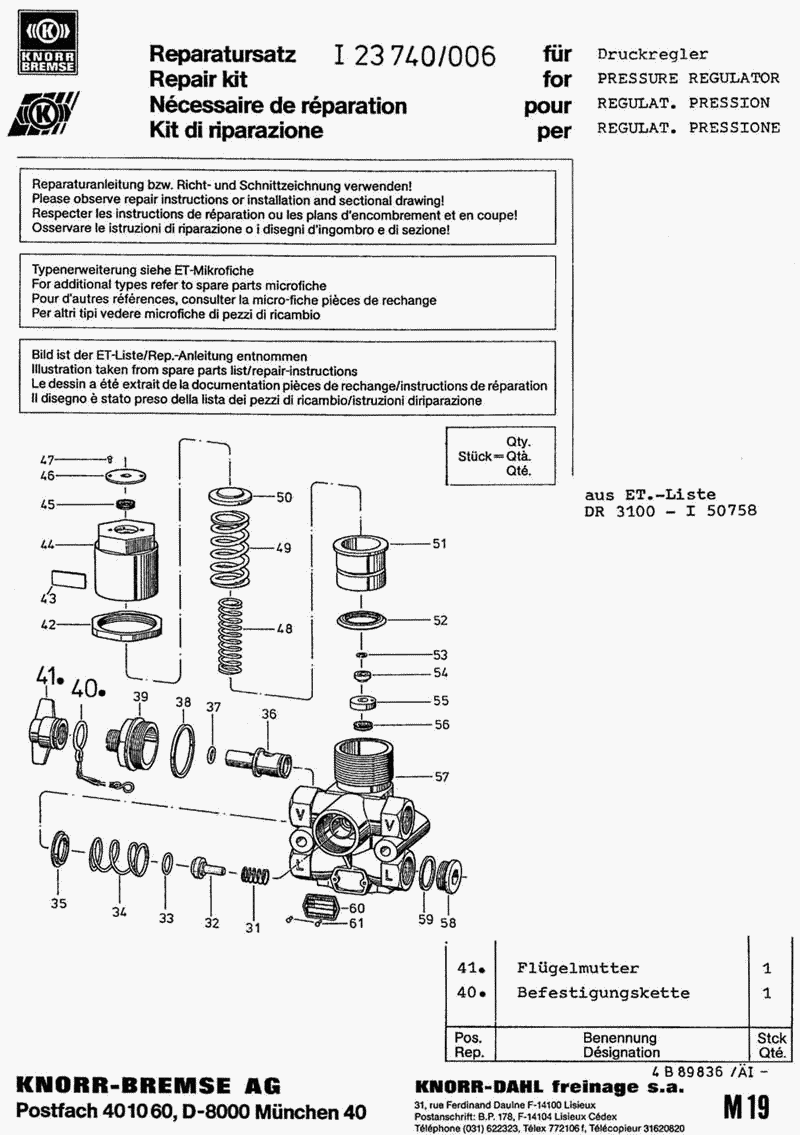 KNORR
BREMSE
Reparatursatz I 23 740/006 für Druckregler
Repair kit for PRESSURE REGULATOR
Nécessaire de réparation pour REGULAT. PRESSION
Kit di riparazione per REGULAT. PRESSIONE
Reparaturanleitung bzw. Richt- und Schnittzeichnung verwenden!
Please observe repair instructions or installation and sectional drawing!
Respecter les instructions de réparation ou les plans d'encombrement et en coupe!
Osservare le istruzioni di riparazione o i disegni d'ingombro e di sezione!
Typenerweiterung siehe ET-Mikrofiche
For additional types refer to spare parts microfiche
Pour d'autres références, consulter la micro-fiche pièces de rechange
Per altri tipi vedere microfiche di pezzi di ricambio
Bild ist der ET-Liste/Rep.-Anleitung entnommen
Illustration taken from spare parts list/repair-instructions
Le dessin a été extrait de la documentation pièces de rechange/instructions de réparation
Il disegno è stato preso della lista dei pezzi di ricambio/istruzioni diriparazione
Qty.
Stück = Qtà.
Qté.
aus ET.-Liste
DR 3100 - I 50758
47
46
45
44
43
42
50
49
48
51
52
53
54
55
56
57
41.
40.
39
38
37
36
V
V
L
L
35
34
33
32
31
60
61
59
58
41. Flügelmutter 1
40. Befestigungskette 1
Pos. Benennung Stck
Rep. Désignation Qté.
4 B 89836 /ÄI -
KNORR-BREMSE AG
Postfach 401060, D-8000 München 40
KNORR-DAHL freinage s.a.
31, rue Ferdinand Daulne F-14100 Lisieux
Postanschrift: B.P. 178, F-14104 Lisieux Cédex
Téléphone (031) 622323, Télex 772106 f, Télécopieur 31620820
M 19